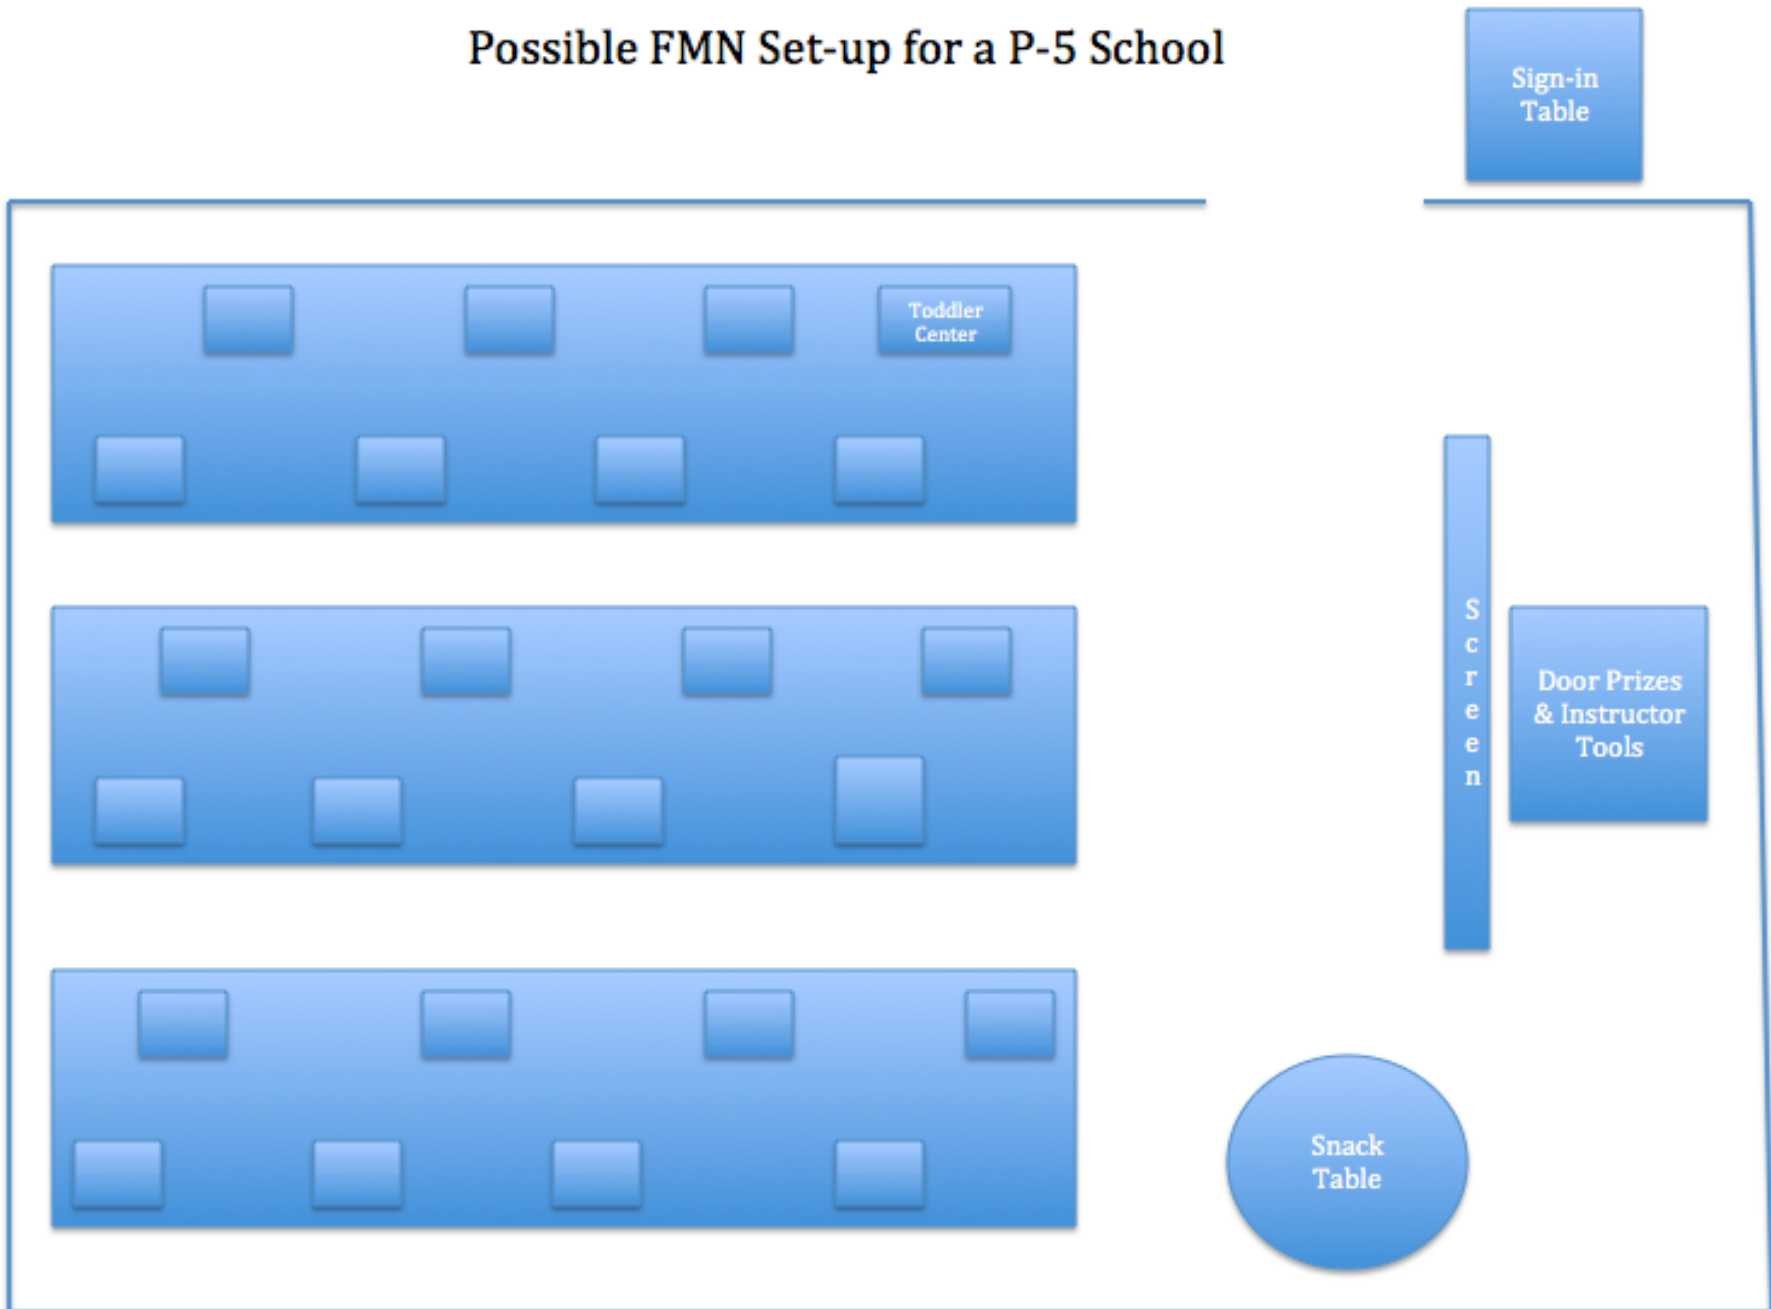 Possible FMN Set-up for a P-5 School
Sign-in
Table
Toddler
Center
S
c
r
e
e
n
Door Prizes
& Instructor
Tools
Snack
Table